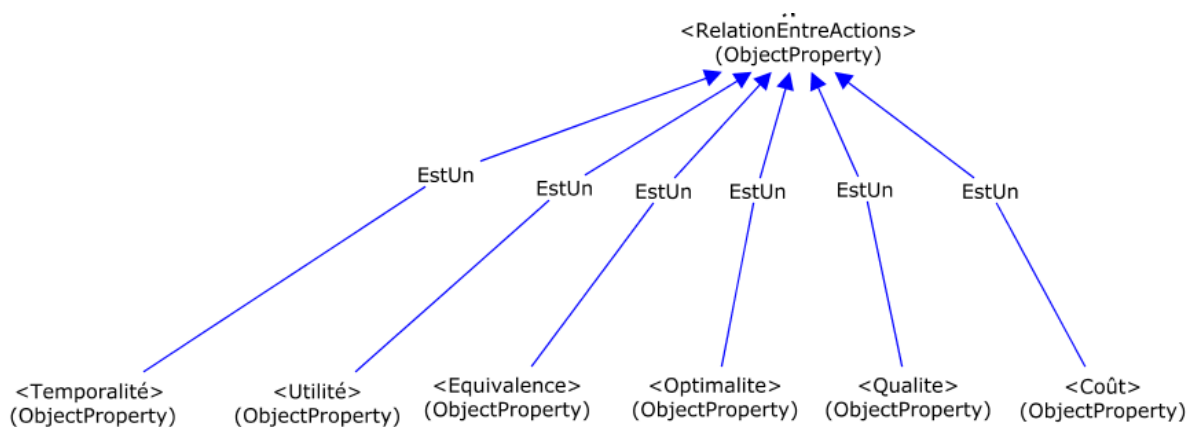 <RelationEntreActions>
(ObjectProperty)
EstUn
EstUn
EstUn
EstUn
EstUn
EstUn
<Temporalité>
(ObjectProperty)
<Utilité>
(ObjectProperty)
<Equivalence>
(ObjectProperty)
<Optimalite>
(ObjectProperty)
<Qualite>
(ObjectProperty)
<Coût>
(ObjectProperty)